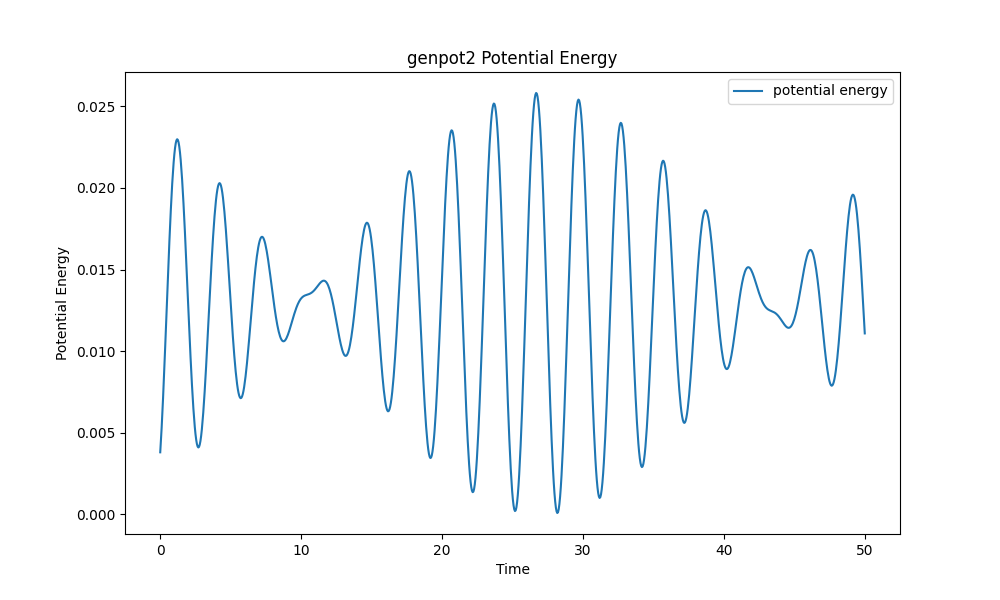 genpot2 Potential Energy
potential energy
Potential Energy
0.025
0.020
0.015
0.010
0.005
0.000
0 10 20 30 40 50
Time